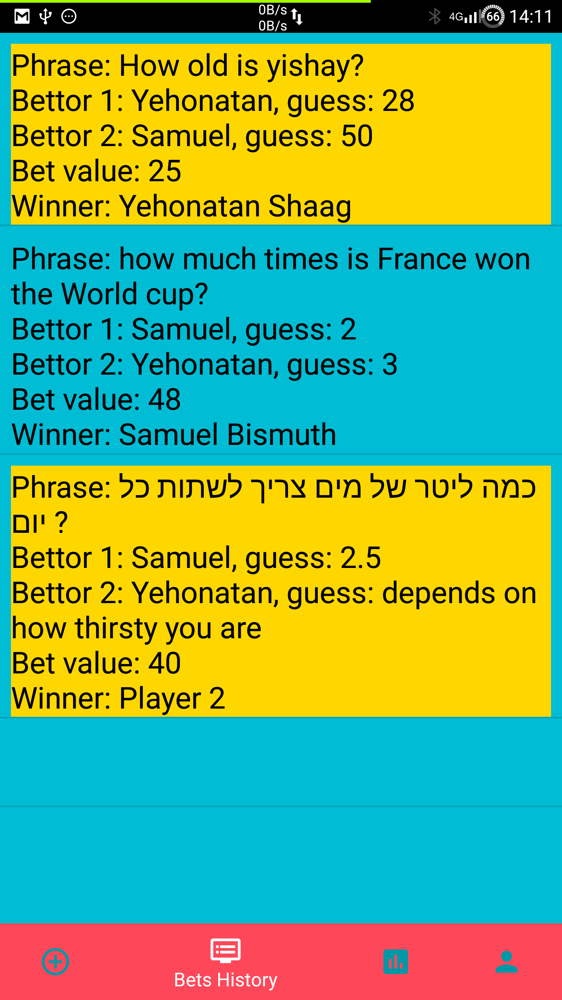 0B/s
0B/s
4G 66 14:11
Phrase: How old is yishay?
Bettor 1: Yehonatan, guess: 28
Bettor 2: Samuel, guess: 50
Bet value: 25
Winner: Yehonatan Shaag
Phrase: how much times is France won
the World cup?
Bettor 1: Samuel, guess: 2
Bettor 2: Yehonatan, guess: 3
Bet value: 48
Winner: Samuel Bismuth
Phrase: כמה ליטר של מים צריך לשתות כל
יום ?
Bettor 1: Samuel, guess: 2.5
Bettor 2: Yehonatan, guess: depends on
how thirsty you are
Bet value: 40
Winner: Player 2
Bets History